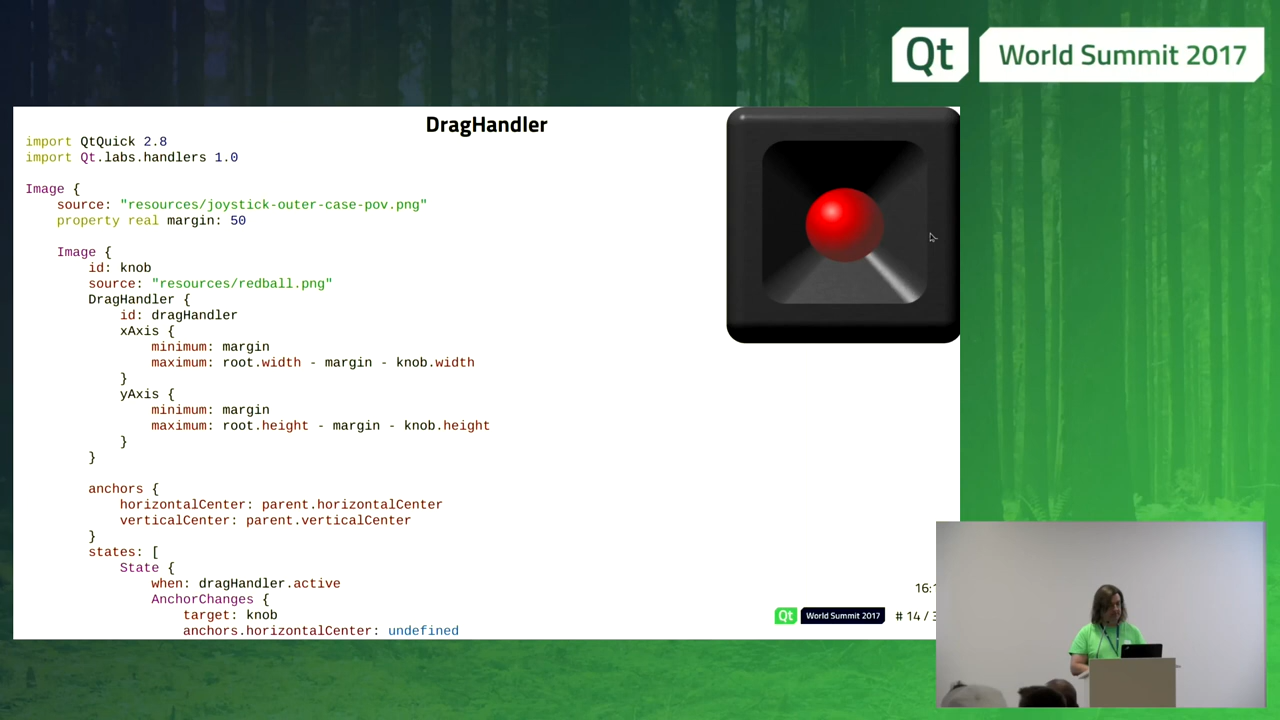 Qt World Summit 2017
DragHandler
import QtQuick 2.8
import Qt.labs.handlers 1.0
Image {
source: "resources/joystick-outer-case-pov.png"
property real margin: 50
Image {
id: knob
source: "resources/redball.png"
DragHandler {
id: dragHandler
xAxis {
minimum: margin
maximum: root.width - margin - knob.width
}
yAxis {
minimum: margin
maximum: root.height - margin - knob.height
}
}
anchors {
horizontalCenter: parent.horizontalCenter
verticalCenter: parent.verticalCenter
}
states: [
State {
when: dragHandler.active
AnchorChanges {
target: knob
anchors.horizontalCenter: undefined
Qt World Summit 2017 # 14 /